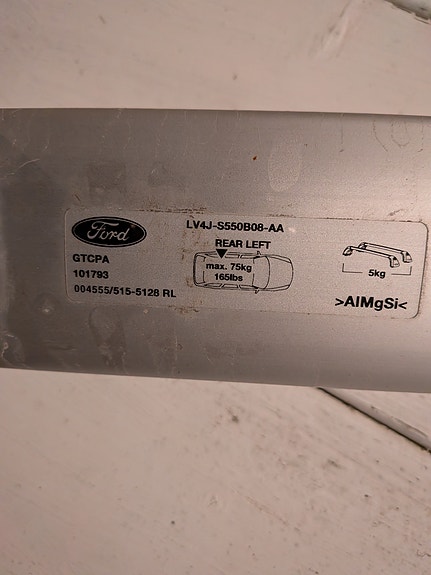 Ford
GTCPA
101793
004555/515-5128 RL
LV4J-S550B08-AA
REAR LEFT
max. 75kg
165lbs
5kg
>AlMgSi<